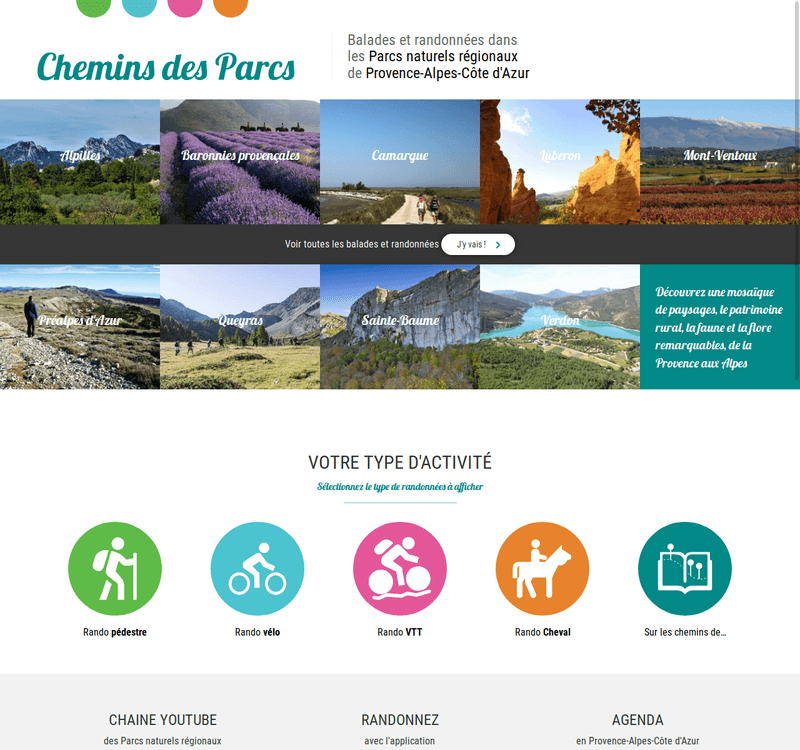 Chemins des Parcs
Balades et randonnées dans
les Parcs naturels régionaux
de Provence-Alpes-Côte d'Azur
Alpilles
Baronnies provençales
Camargue
Luberon
Mont-Ventoux
Voir toutes les balades et randonnées
J'y vais !
Préalpes d'Azur
Queyras
Sainte-Baume
Verdon
Découvrez une mosaïque
de paysages, le patrimoine
rural, la faune et la flore
remarquables, de la
Provence aux Alpes
VOTRE TYPE D'ACTIVITÉ
Sélectionnez le type de randonnées à afficher
Rando pédestre
Rando vélo
Rando VTT
Rando Cheval
Sur les chemins de...
CHAINE YOUTUBE
des Parcs naturels régionaux
RANDONNEZ
avec l'application
AGENDA
en Provence-Alpes-Côte d'Azur